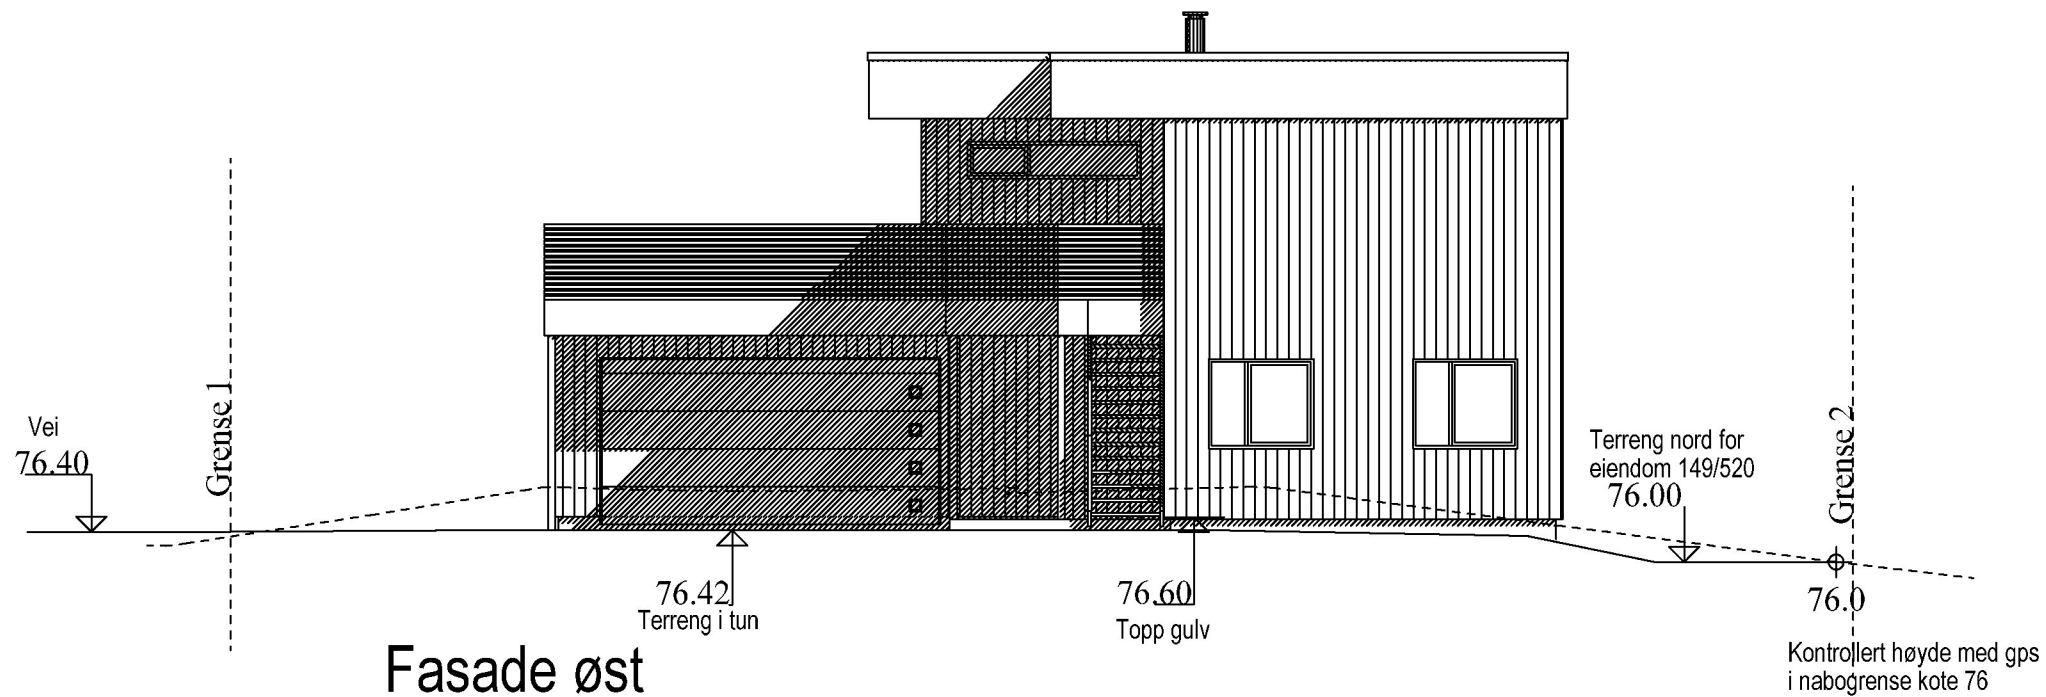 Vei
76.40
Grense 1
76.42
Terreng i tun
76.60
Topp gulv
Terreng nord for
eiendom 149/520
76.00
Grense 2
76.0
Kontrollert høyde med gps
i nabogrense kote 76
Fasade øst